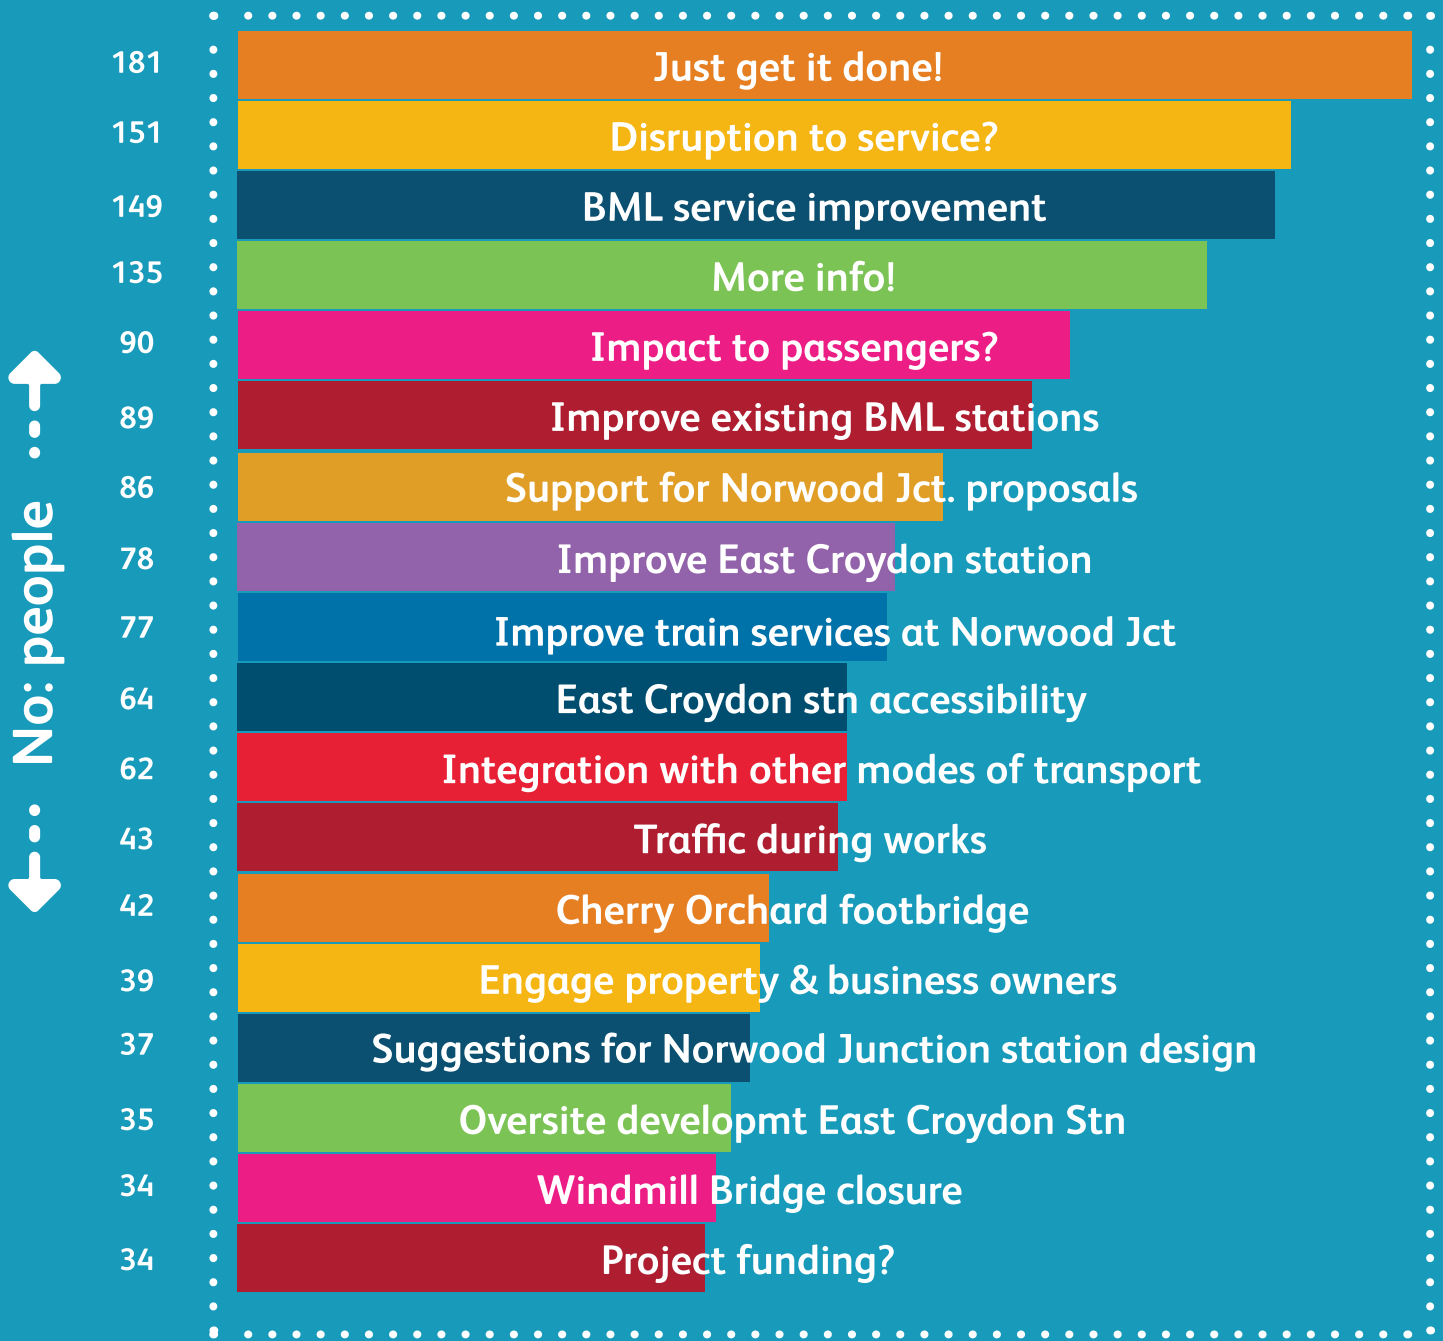 181 Just get it done!
151 Disruption to service?
149 BML service improvement
135 More info!
90 Impact to passengers?
89 Improve existing BML stations
86 Support for Norwood Jct. proposals
78 Improve East Croydon station
77 Improve train services at Norwood Jct
64 East Croydon stn accessibility
62 Integration with other modes of transport
43 Traffic during works
42 Cherry Orchard footbridge
39 Engage property & business owners
37 Suggestions for Norwood Junction station design
35 Oversite developmt East Croydon Stn
34 Windmill Bridge closure
34 Project funding?
No: people